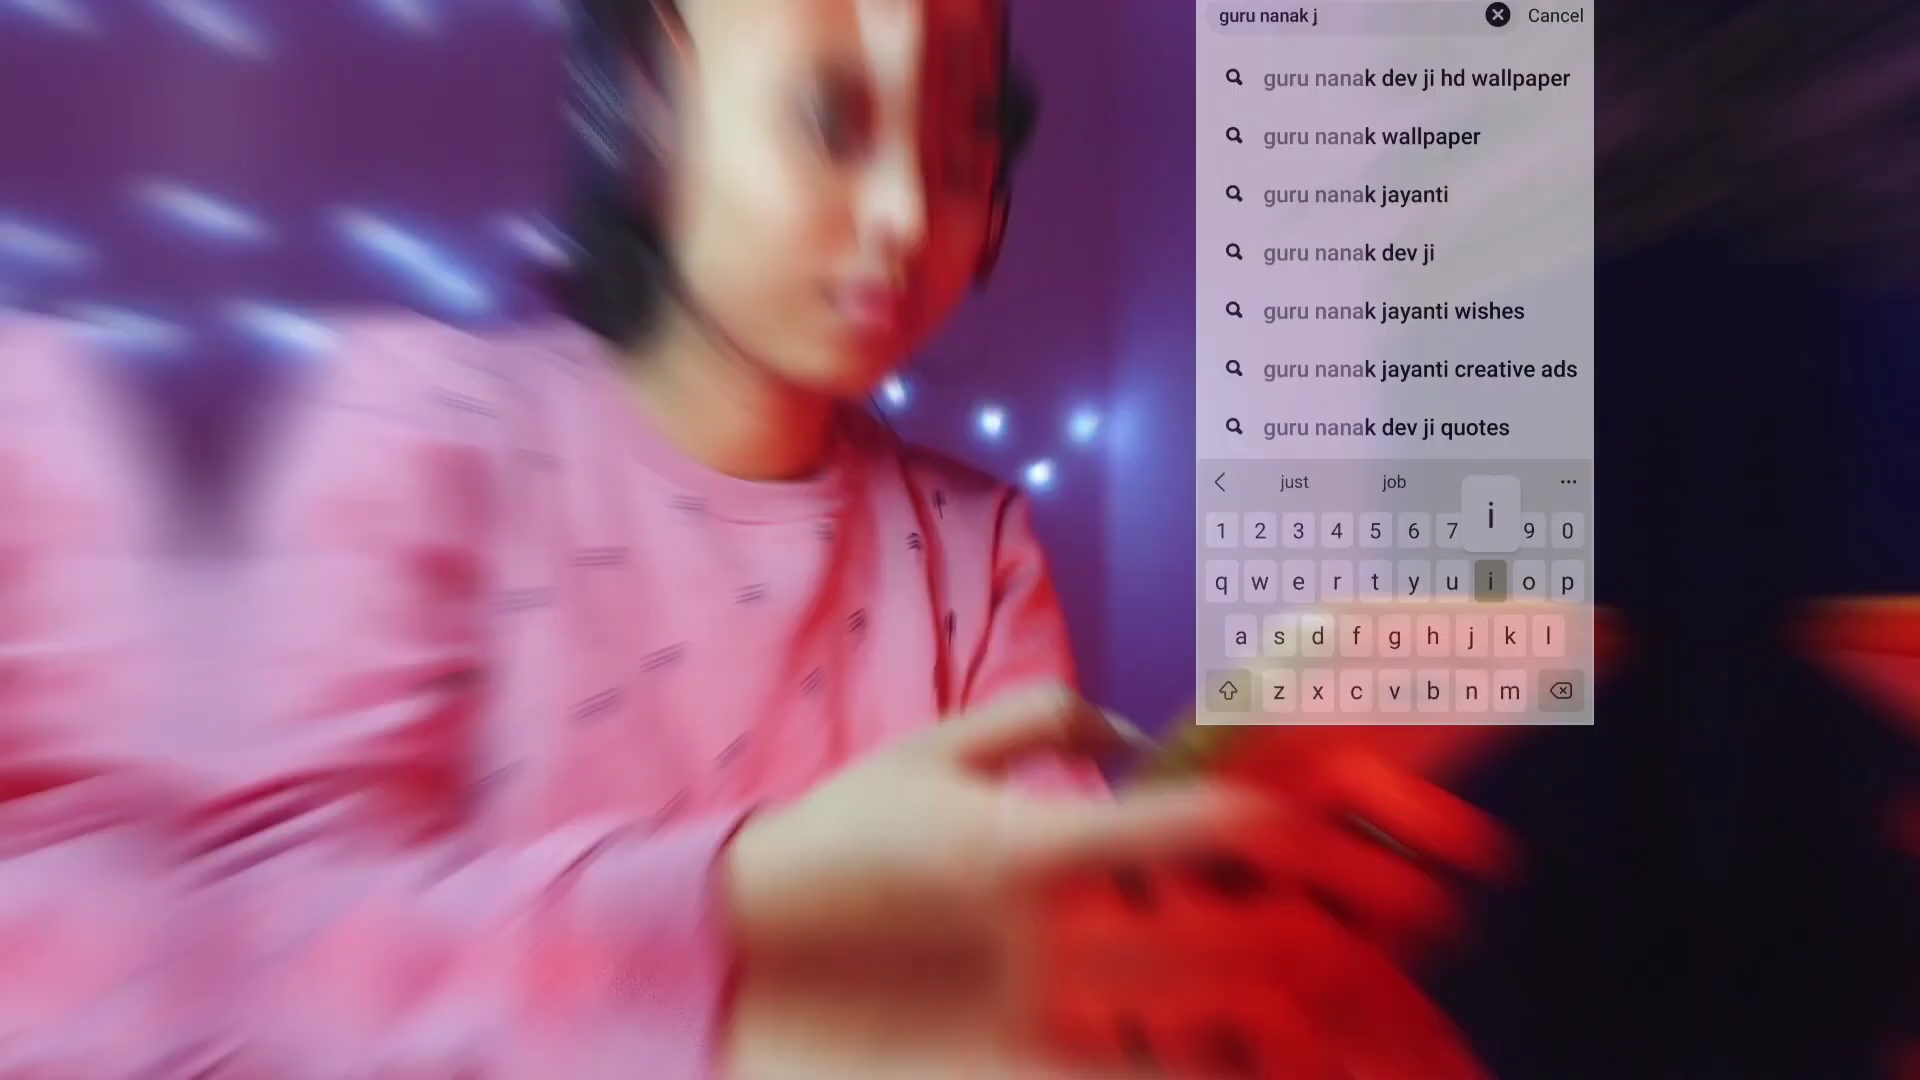 guru nanak j Cancel
guru nanak dev ji hd wallpaper
guru nanak wallpaper
guru nanak jayanti
guru nanak dev ji
guru nanak jayanti wishes
guru nanak jayanti creative ads
guru nanak dev ji quotes
just job
i
1 2 3 4 5 6 7 9 0
q w e r t y u i o p
a s d f g h j k l
z x c v b n m